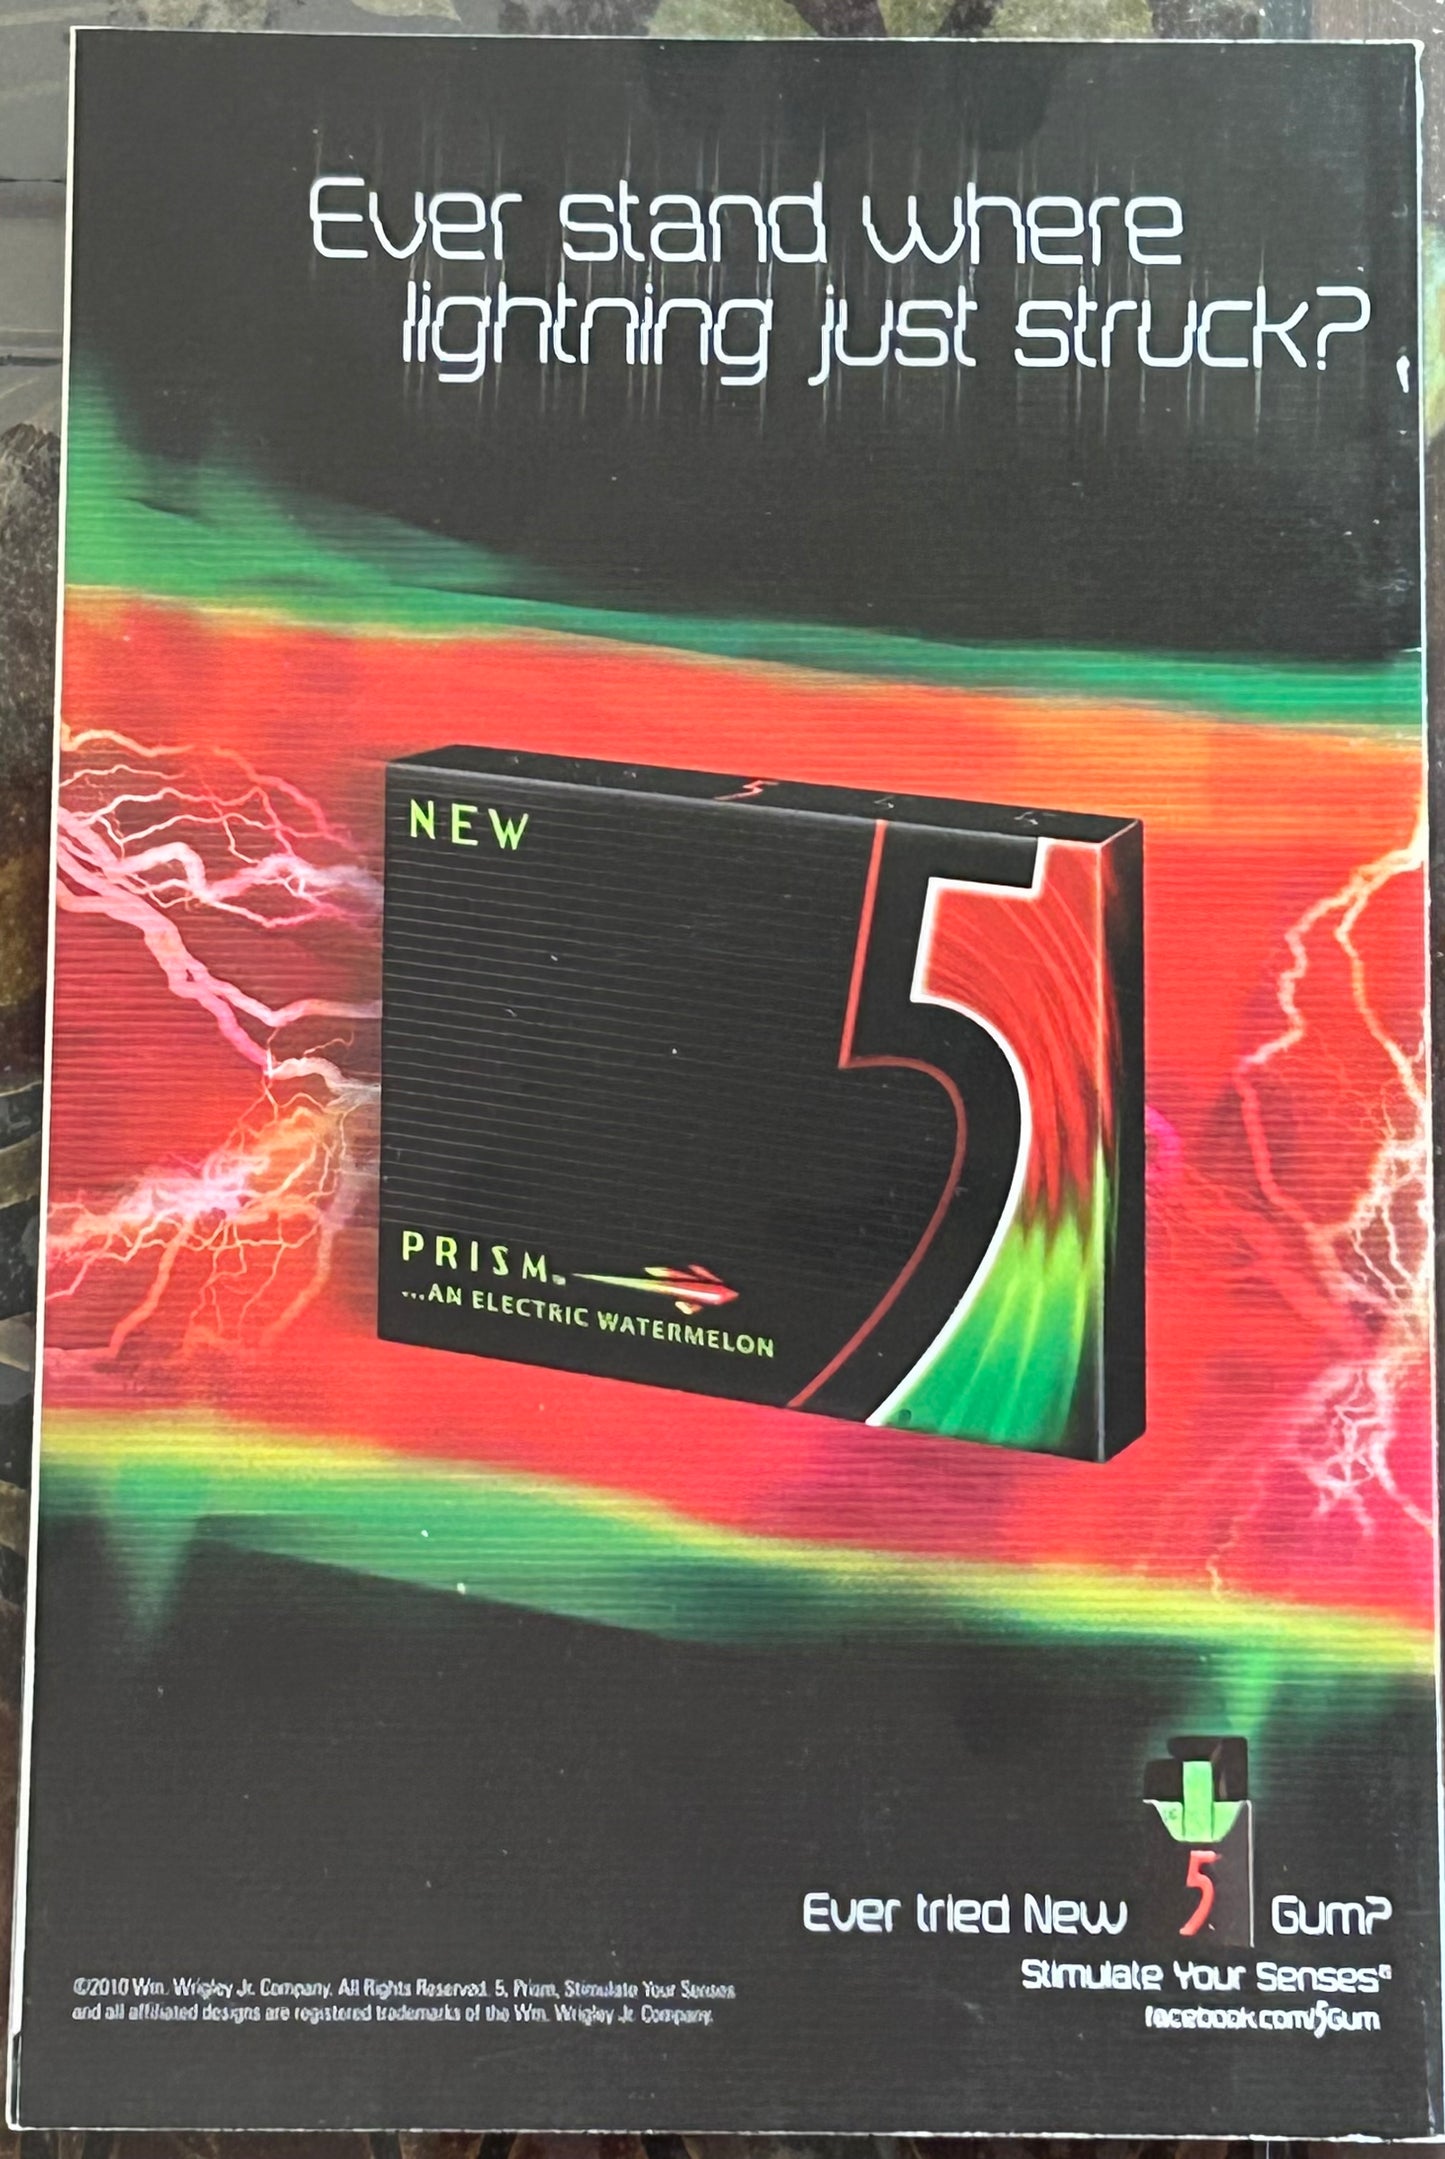 Ever stand where
lightning just struck?
NEW
5
PRISM
...AN ELECTRIC WATERMELON
Ever tried New 5 Gum?
Stimulate Your Senses®
facebook.com/5Gum
©2010 Wm. Wrigley Jr. Company. All Rights Reserved. 5, Prism, Stimulate Your Senses
and all affiliated designs are registered trademarks of the Wm. Wrigley Jr. Company.